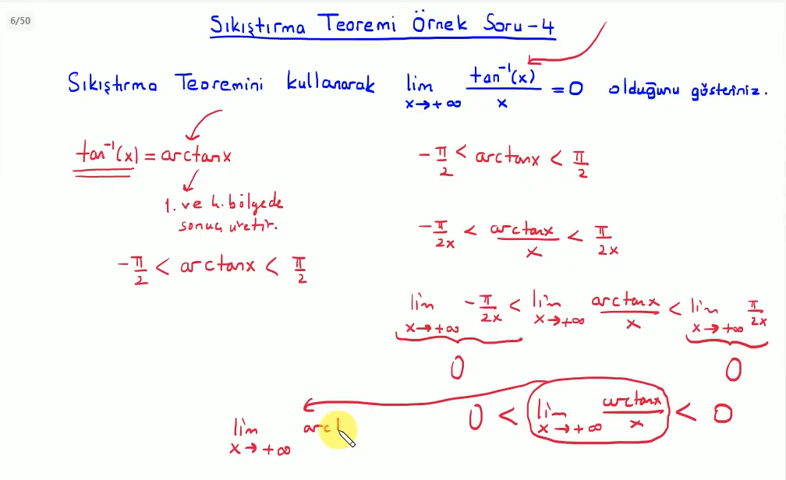 6/50
Sıkıştırma Teoremi Örnek Soru-4
Sıkıştırma Teoremini kullanarak lim x→+∞ tan⁻¹(x)/x = 0 olduğunu gösteriniz.
tan⁻¹(x) = arctanx
1. ve 4. bölgede
sonuç üretir.
-π/2 < arctanx < π/2
-π/2 < arctanx < π/2
-π/2x < arctanx/x < π/2x
lim x→+∞ -π/2x < lim x→+∞ arctanx/x < lim x→+∞ π/2x
0 0
0 < lim x→+∞ arctanx/x < 0
lim x→+∞ arct